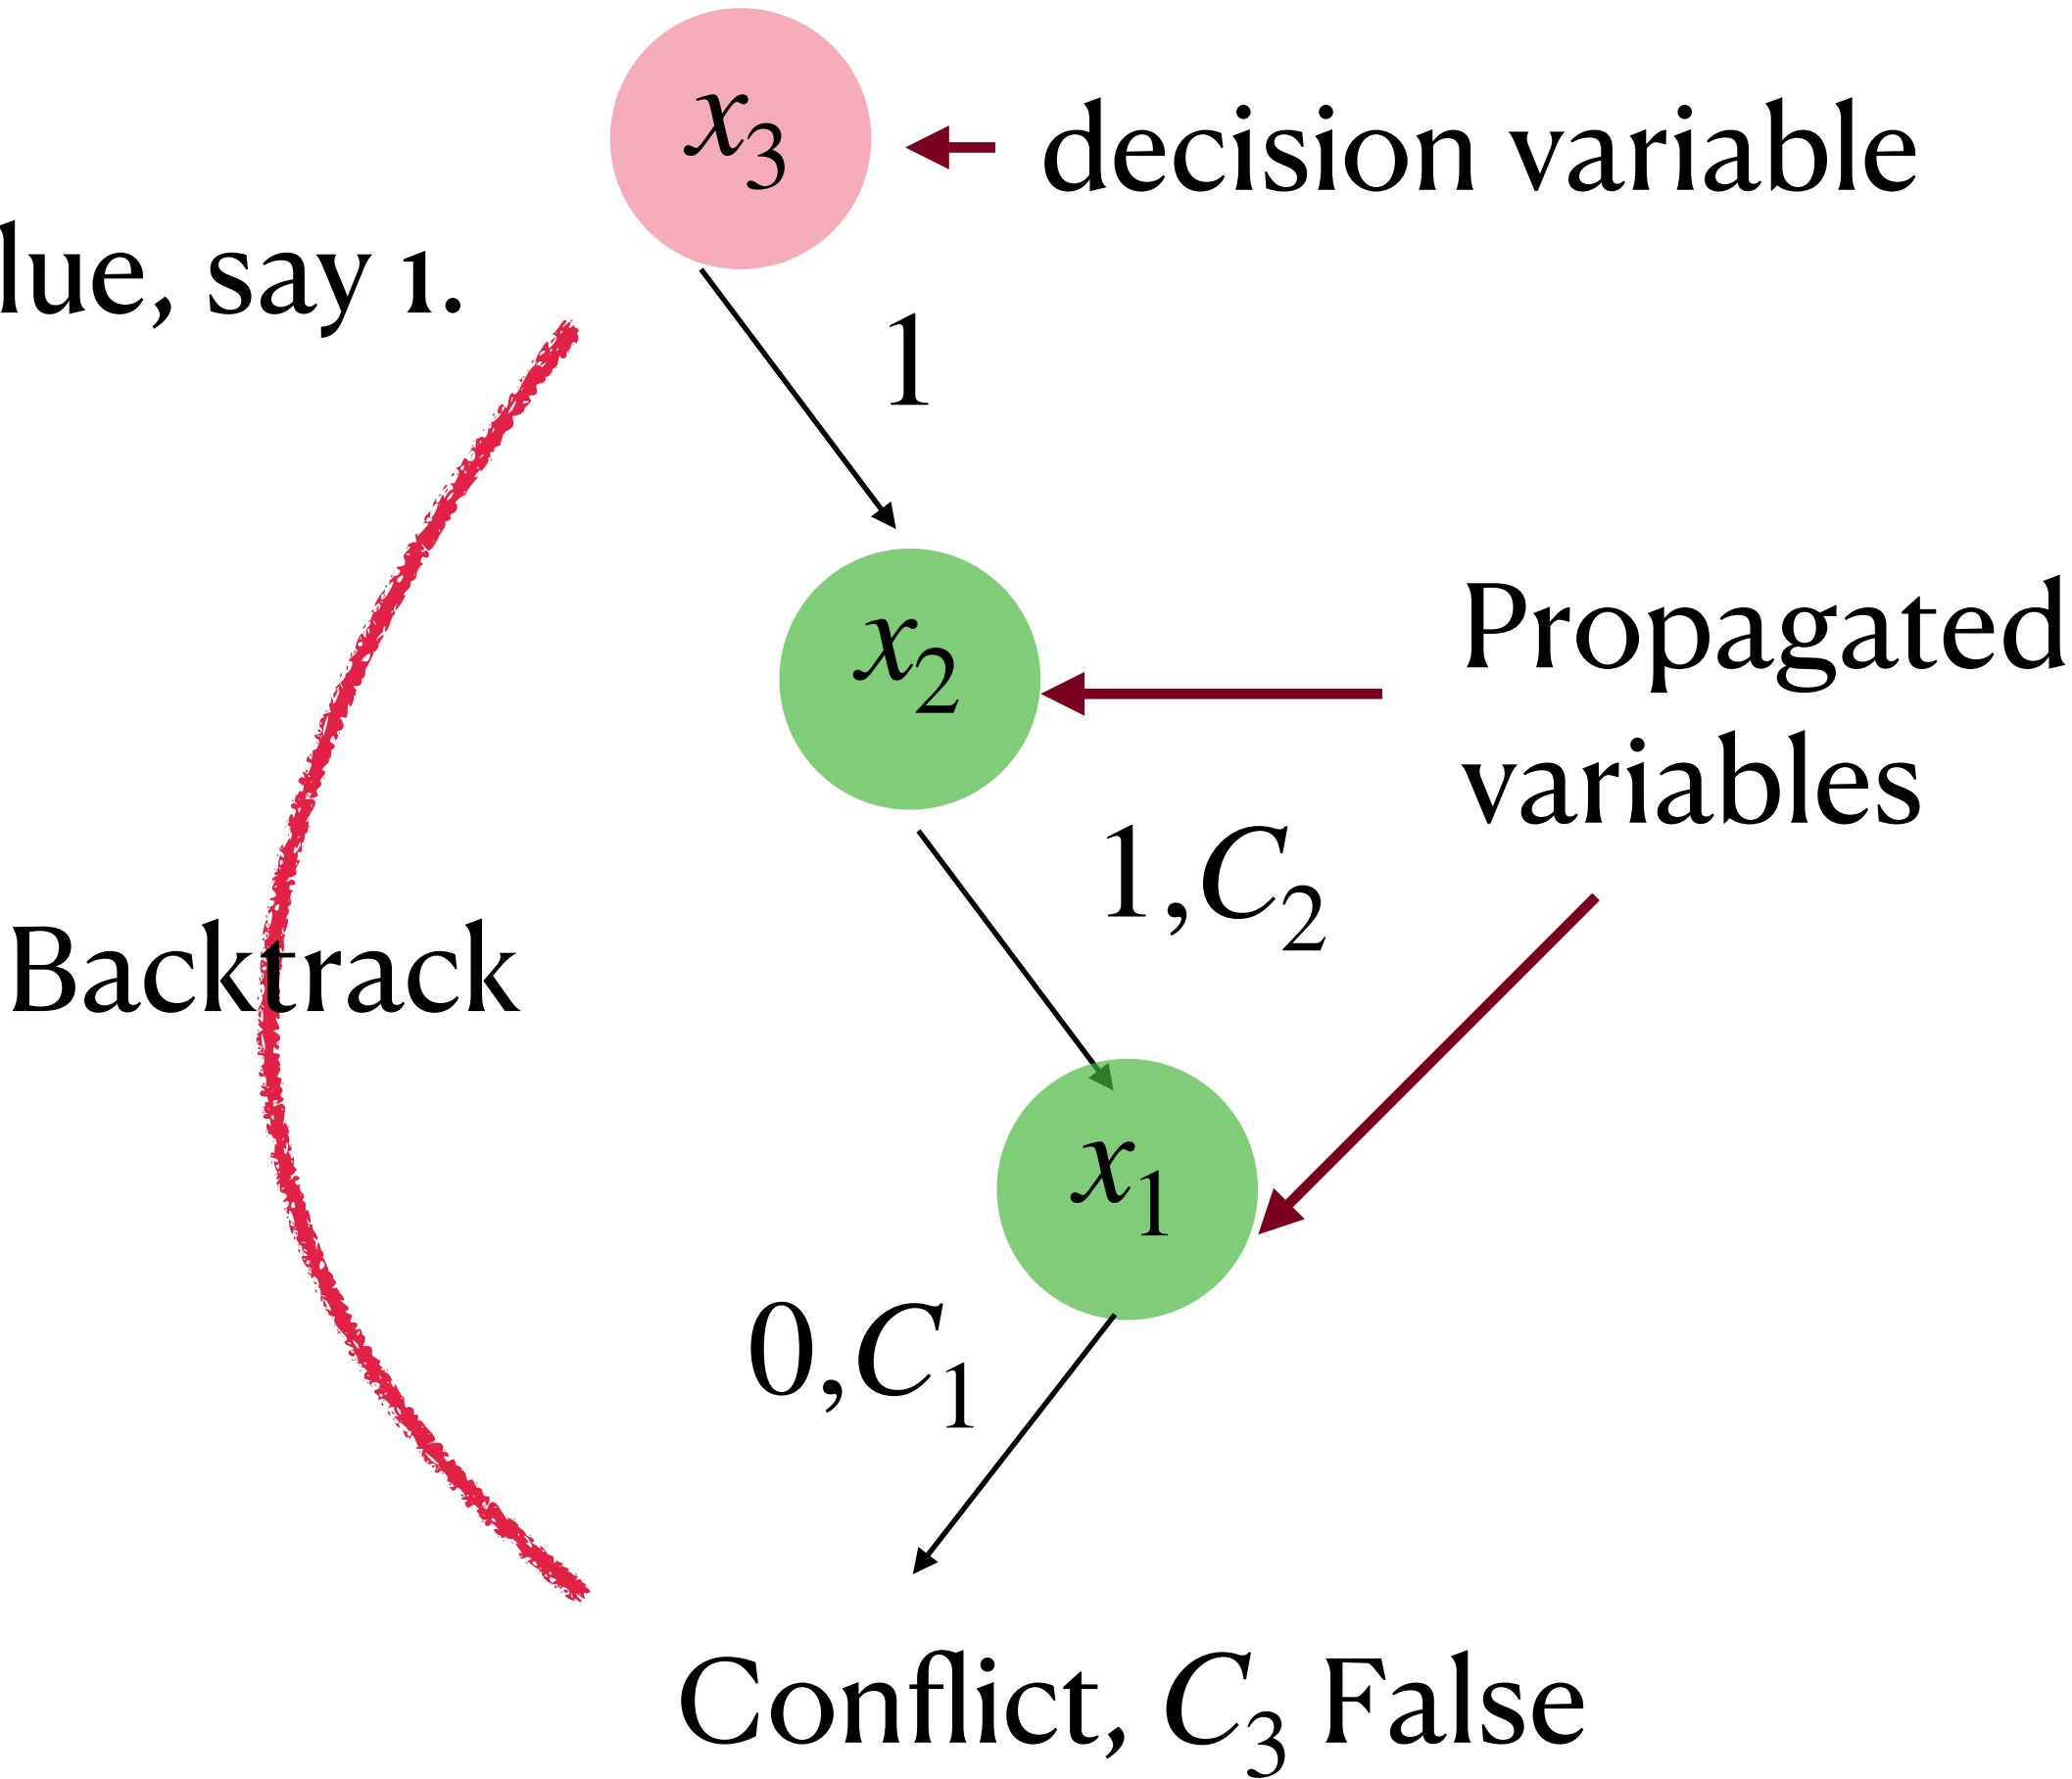 x3
decision variable
lue, say 1.
1
x2
Propagated
variables
1,C2
Backtrack
x1
0,C1
Conflict, C3 False